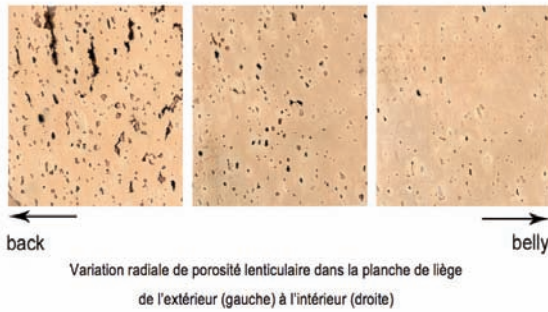 back
belly
Variation radiale de porosité lenticulaire dans la planche de liège
de l'extérieur (gauche) à l'intérieur (droite)